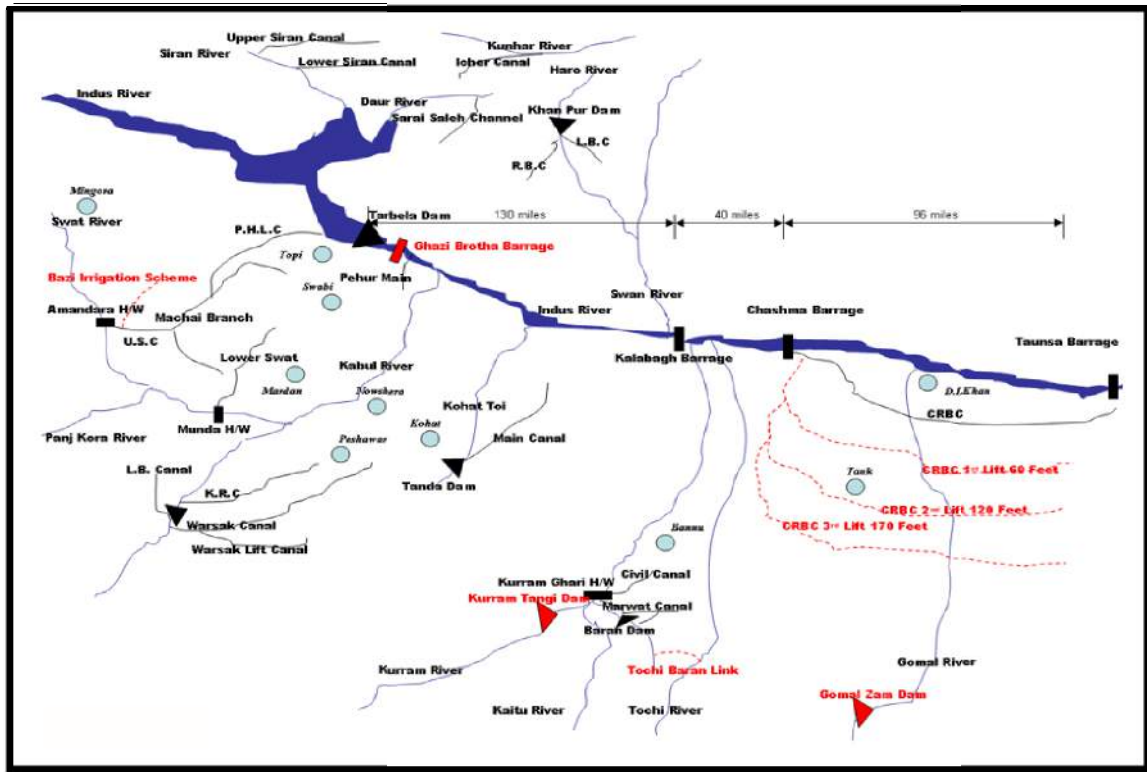 Upper Siran Canal
Siran River
Lower Siran Canal
Kunhar River
Icher Canal
Haro River
Indus River
Daur River
Sarai Saleh Channel
Khan Pur Dam
L.B.C
R.B.C
Mingora
Swat River
P.H.L.C
Tarbela Dam
130 miles
40 miles
96 miles
Ghazi Brotha Barrage
Topi
Pehur Main
Bazi Irrigation Scheme
Swabi
Amandara H/W
Machai Branch
U.S.C
Indus River
Swan River
Chashma Barrage
Kalabagh Barrage
Taunsa Barrage
Lower Swat
Mardan
Kabul River
Nowshera
D.I.Khan
CRBC
Kohat Toi
Munda H/W
Panj Kora River
Peshawar
Kohat
Main Canal
L.B. Canal
Tanda Dam
CRBC 1st Lift 60 Feet
Tank
K.R.C
CRBC 2nd Lift 120 Feet
Warsak Canal
CRBC 3rd Lift 170 Feet
Warsak Lift Canal
Bannu
Kurram Ghari H/W
Civil Canal
Kurram Tangi Dam
Marwat Canal
Baran Dam
Kurram River
Tochi Baran Link
Gomal River
Gomal Zam Dam
Kaitu River
Tochi River